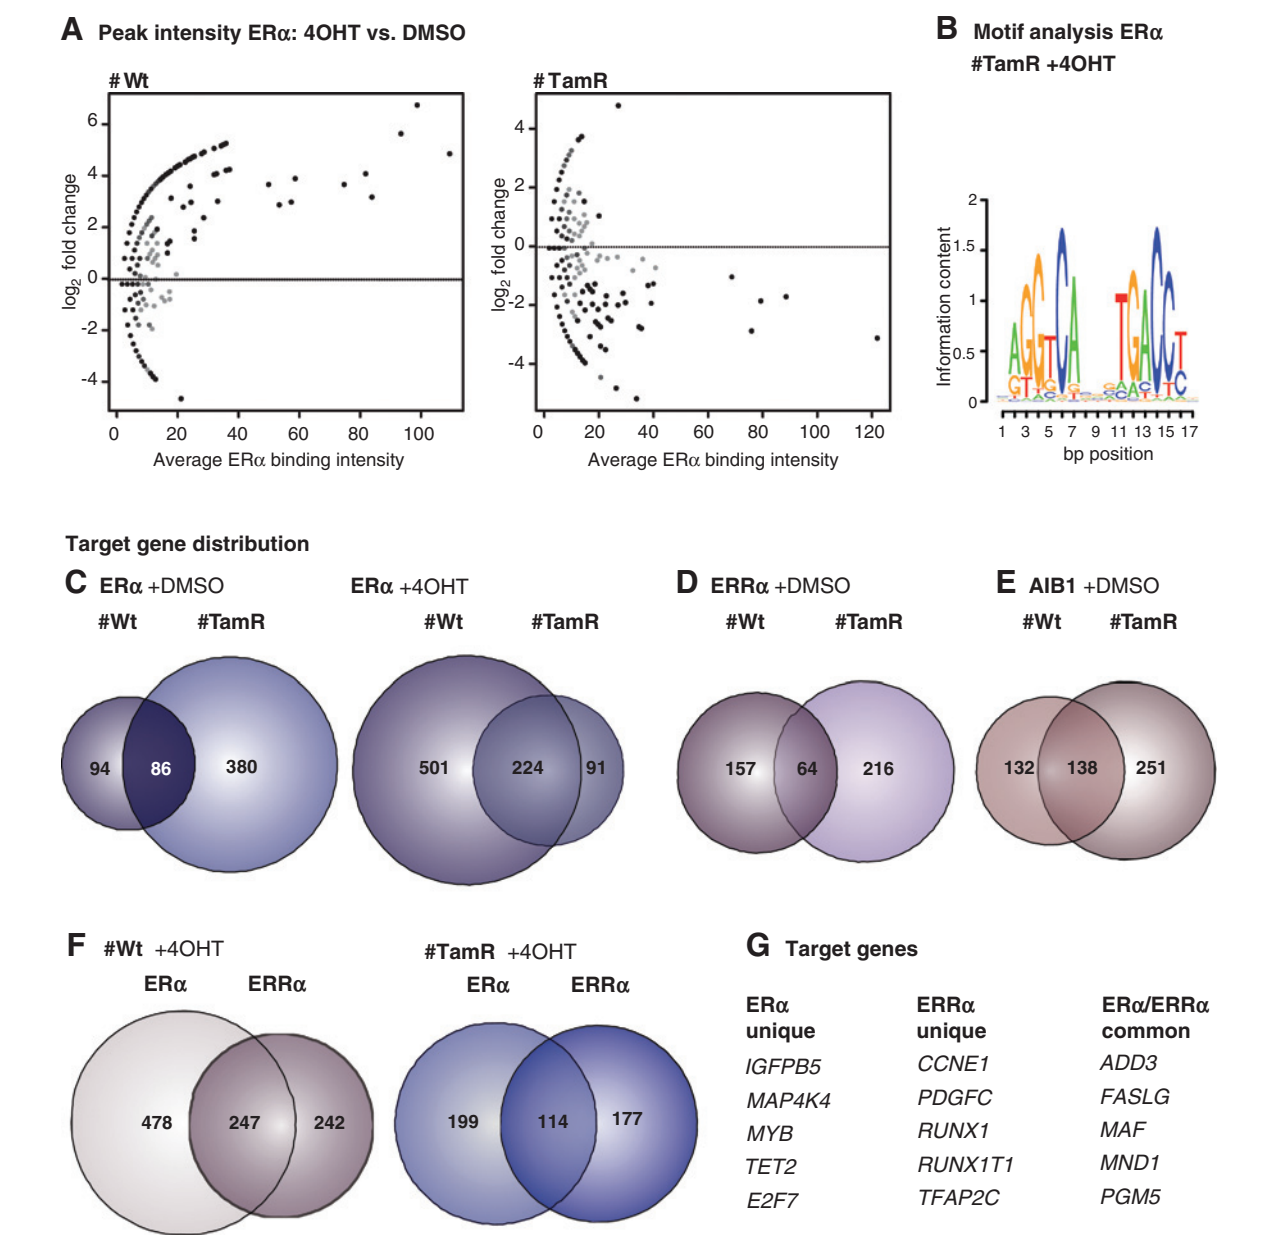 A Peak intensity ERα: 4OHT vs. DMSO
# Wt
log2 fold change
6
4
2
0
-2
-4
0 20 40 60 80 100
Average ERα binding intensity
# TamR
log2 fold change
4
2
0
-2
-4
0 20 40 60 80 100 120
Average ERα binding intensity
B Motif analysis ERα
#TamR +4OHT
Information content
2
1.5
1
0.5
0
1 3 5 7 9 11 13 15 17
bp position
Target gene distribution
C ERα +DMSO
#Wt #TamR
94 86 380
ERα +4OHT
#Wt #TamR
501 224 91
D ERRα +DMSO
#Wt #TamR
157 64 216
E AIB1 +DMSO
#Wt #TamR
132 138 251
F #Wt +4OHT
ERα ERRα
478 247 242
#TamR +4OHT
ERα ERRα
199 114 177
G Target genes
ERα unique
IGFPB5
MAP4K4
MYB
TET2
E2F7
ERRα unique
CCNE1
PDGFC
RUNX1
RUNX1T1
TFAP2C
ERα/ERRα common
ADD3
FASLG
MAF
MND1
PGM5